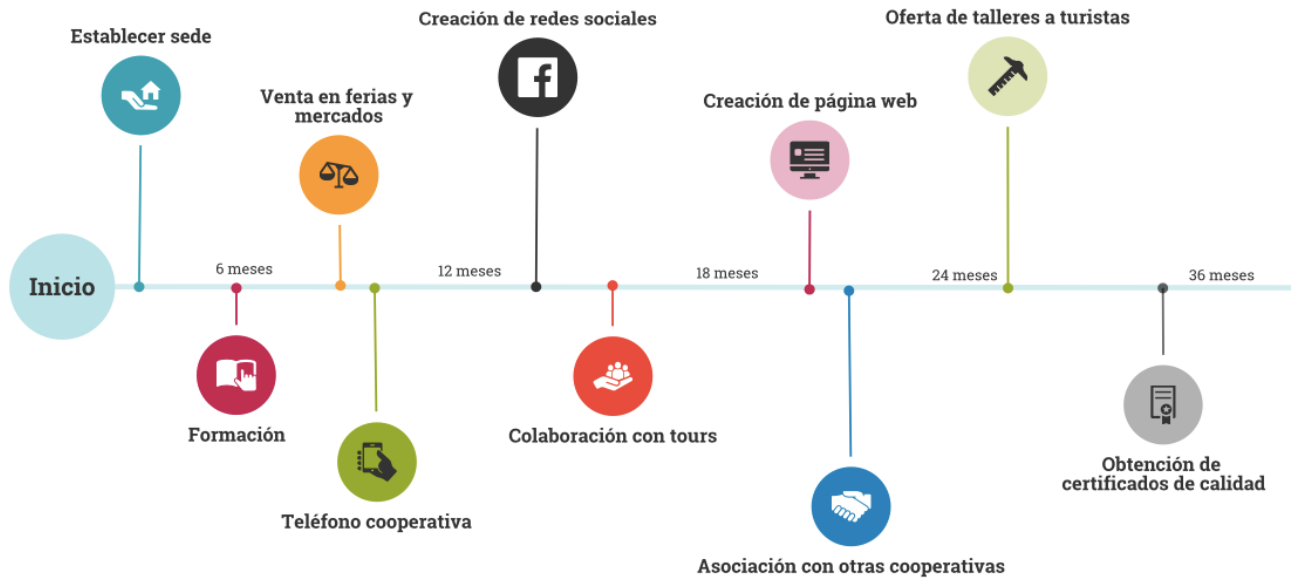 Establecer sede
Creación de redes sociales
Oferta de talleres a turistas
Venta en ferias y
mercados
Creación de página web
Inicio
6 meses
12 meses
18 meses
24 meses
36 meses
Formación
Teléfono cooperativa
Colaboración con tours
Asociación con otras cooperativas
Obtención de
certificados de calidad